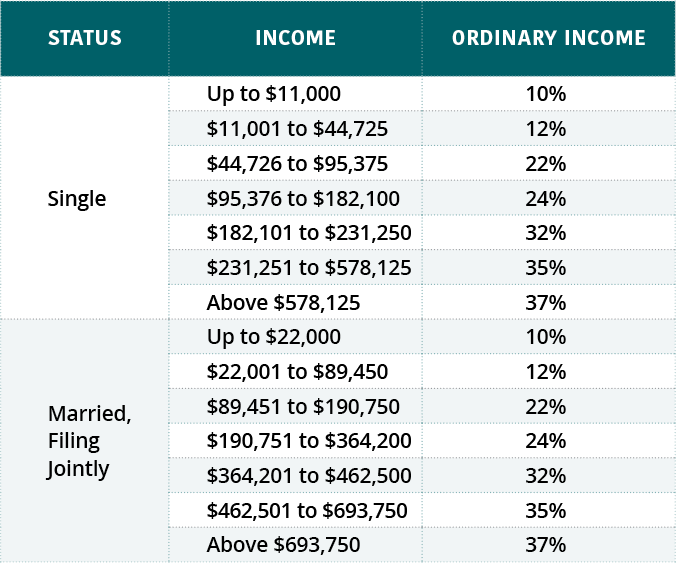 STATUS INCOME ORDINARY INCOME
Up to $11,000 10%
$11,001 to $44,725 12%
$44,726 to $95,375 22%
Single $95,376 to $182,100 24%
$182,101 to $231,250 32%
$231,251 to $578,125 35%
Above $578,125 37%
Up to $22,000 10%
$22,001 to $89,450 12%
$89,451 to $190,750 22%
Married,
Filing
Jointly
$190,751 to $364,200 24%
$364,201 to $462,500 32%
$462,501 to $693,750 35%
Above $693,750 37%